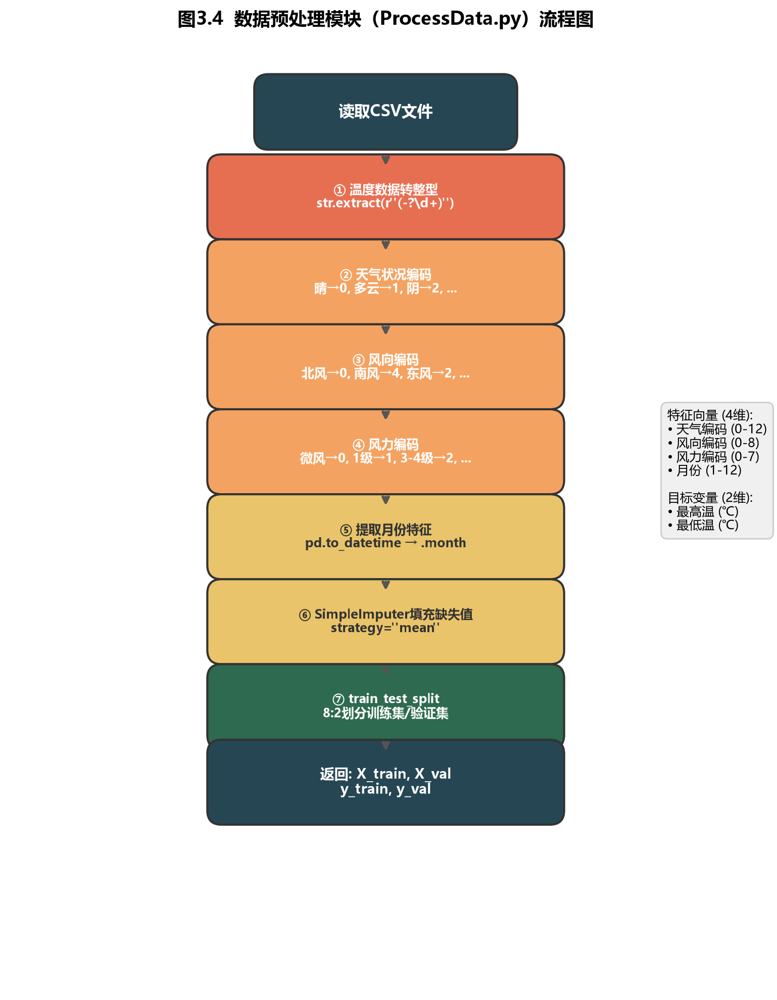 图3.4 数据预处理模块（ProcessData.py）流程图
读取CSV文件
① 温度数据转整型
str.extract(r''(-?\d+)'')
② 天气状况编码
晴→0, 多云→1, 阴→2, ...
③ 风向编码
北风→0, 南风→4, 东风→2, ...
④ 风力编码
微风→0, 1级→1, 3-4级→2, ...
⑤ 提取月份特征
pd.to_datetime → .month
⑥ SimpleImputer填充缺失值
strategy=''mean''
⑦ train_test_split
8:2划分训练集/验证集
返回: X_train, X_val
y_train, y_val
特征向量 (4维):
• 天气编码 (0-12)
• 风向编码 (0-8)
• 风力编码 (0-7)
• 月份 (1-12)
目标变量 (2维):
• 最高温 (℃)
• 最低温 (℃)